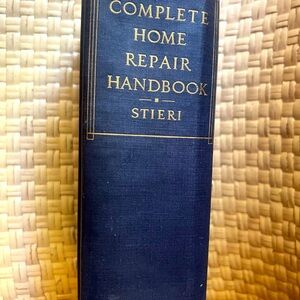 COMPLETE
HOME
REPAIR
HANDBOOK
STIERI